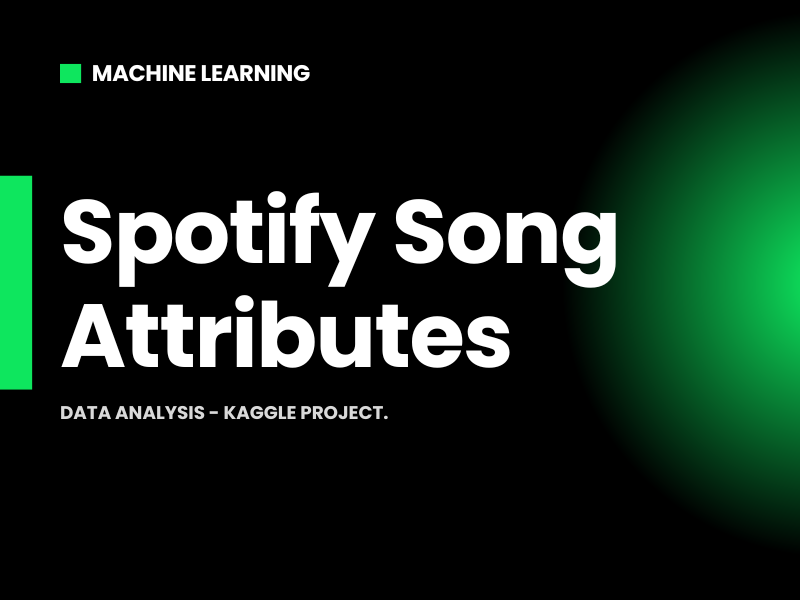 MACHINE LEARNING
Spotify Song
Attributes
DATA ANALYSIS - KAGGLE PROJECT.